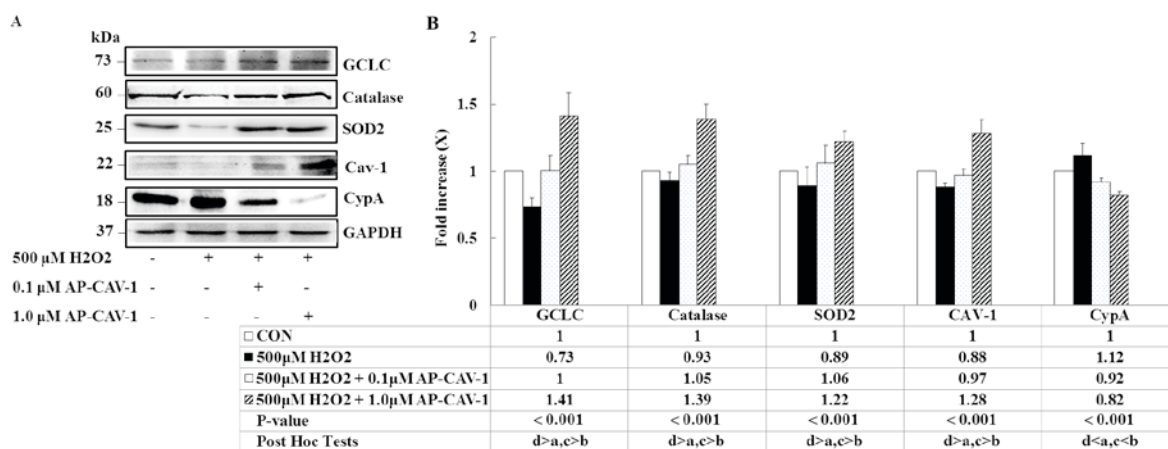 A
kDa
73
GCLC
60
Catalase
25
SOD2
22
Cav-1
18
CypA
37
GAPDH
500 μM H2O2 - + + +
0.1 μM AP-CAV-1 - - + -
1.0 μM AP-CAV-1 - - - +
B
Fold increase (X)
2
1.5
1
0.5
0
GCLC Catalase SOD2 CAV-1 CypA
CON 1 1 1 1 1
500μM H2O2 0.73 0.93 0.89 0.88 1.12
500μM H2O2 + 0.1μM AP-CAV-1 1 1.05 1.06 0.97 0.92
500μM H2O2 + 1.0μM AP-CAV-1 1.41 1.39 1.22 1.28 0.82
P-value < 0.001 < 0.001 < 0.001 < 0.001 < 0.001
Post Hoc Tests d>a,c>b d>a,c>b d>a,c>b d>a,c>b d<a,c<b